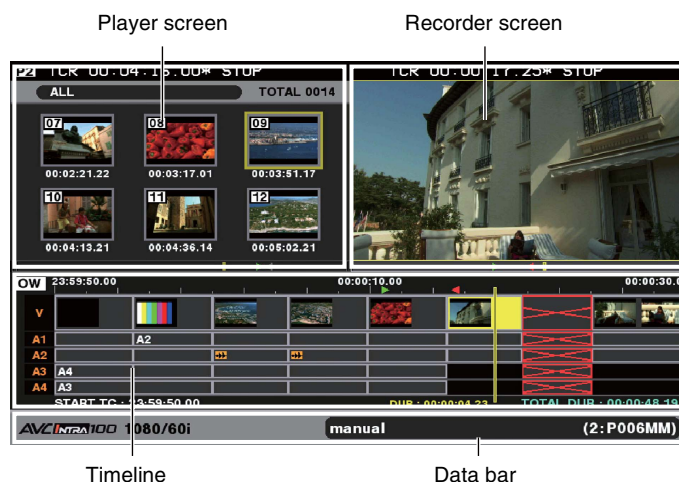 Player screen
Recorder screen
P2 TCR 00:04:13.00* STOP
TCR 00:00:17.25* STOP
ALL
TOTAL 0014
07
08
09
00:02:21.22
00:03:17.01
00:03:51.17
10
11
12
00:04:13.21
00:04:36.14
00:05:02.21
OW 23:59:50.00
00:00:10.00
00:00:30.0
V
A1
A2
A2
A3 A4
A4 A3
START TC : 23:59:50.00
DUR : 00:00:04.23
TOTAL DUR : 00:00:48.19
AVC INTRA 100 1080/60i
manual
(2:P006MM)
Timeline
Data bar